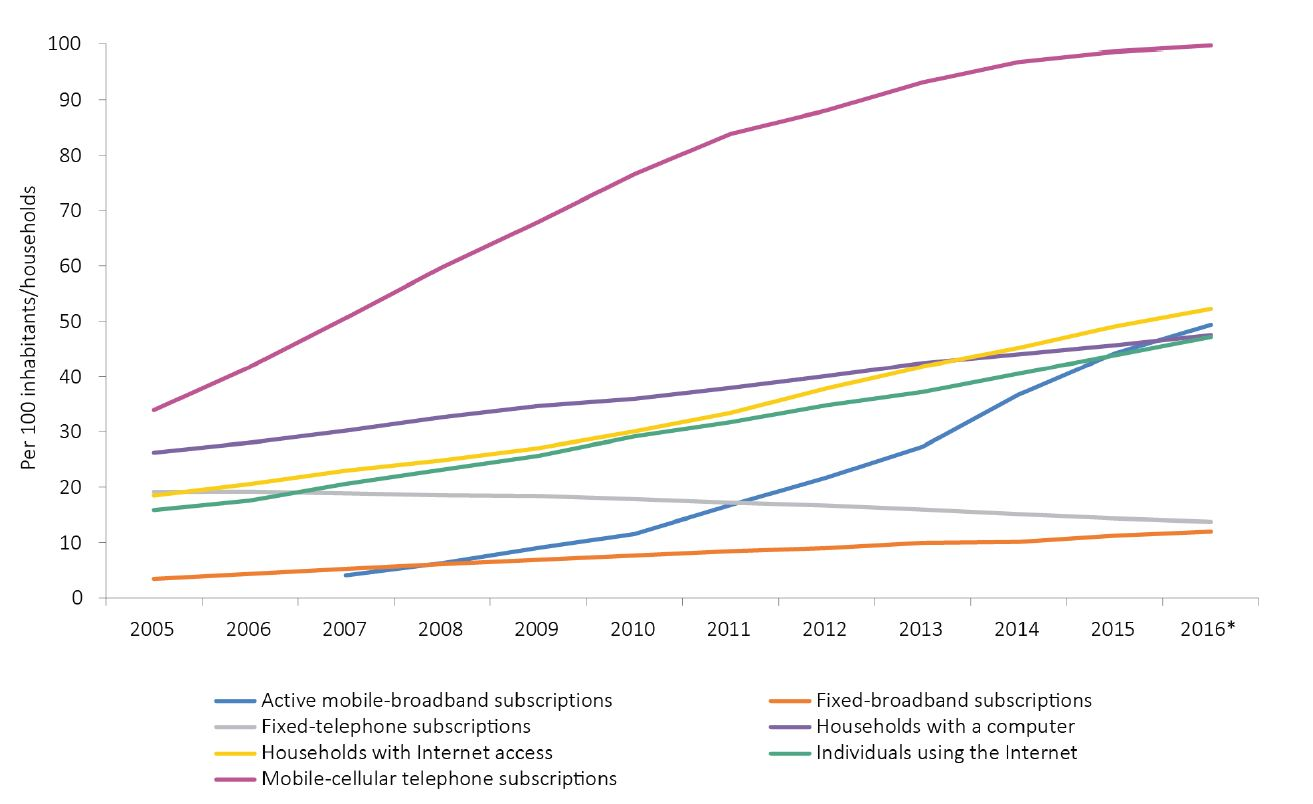 100
90
80
70
60
50
40
30
20
10
0
Per 100 inhabitants/households
2005 2006 2007 2008 2009 2010 2011 2012 2013 2014 2015 2016*
Active mobile-broadband subscriptions Fixed-broadband subscriptions
Fixed-telephone subscriptions Households with a computer
Households with Internet access Individuals using the Internet
Mobile-cellular telephone subscriptions